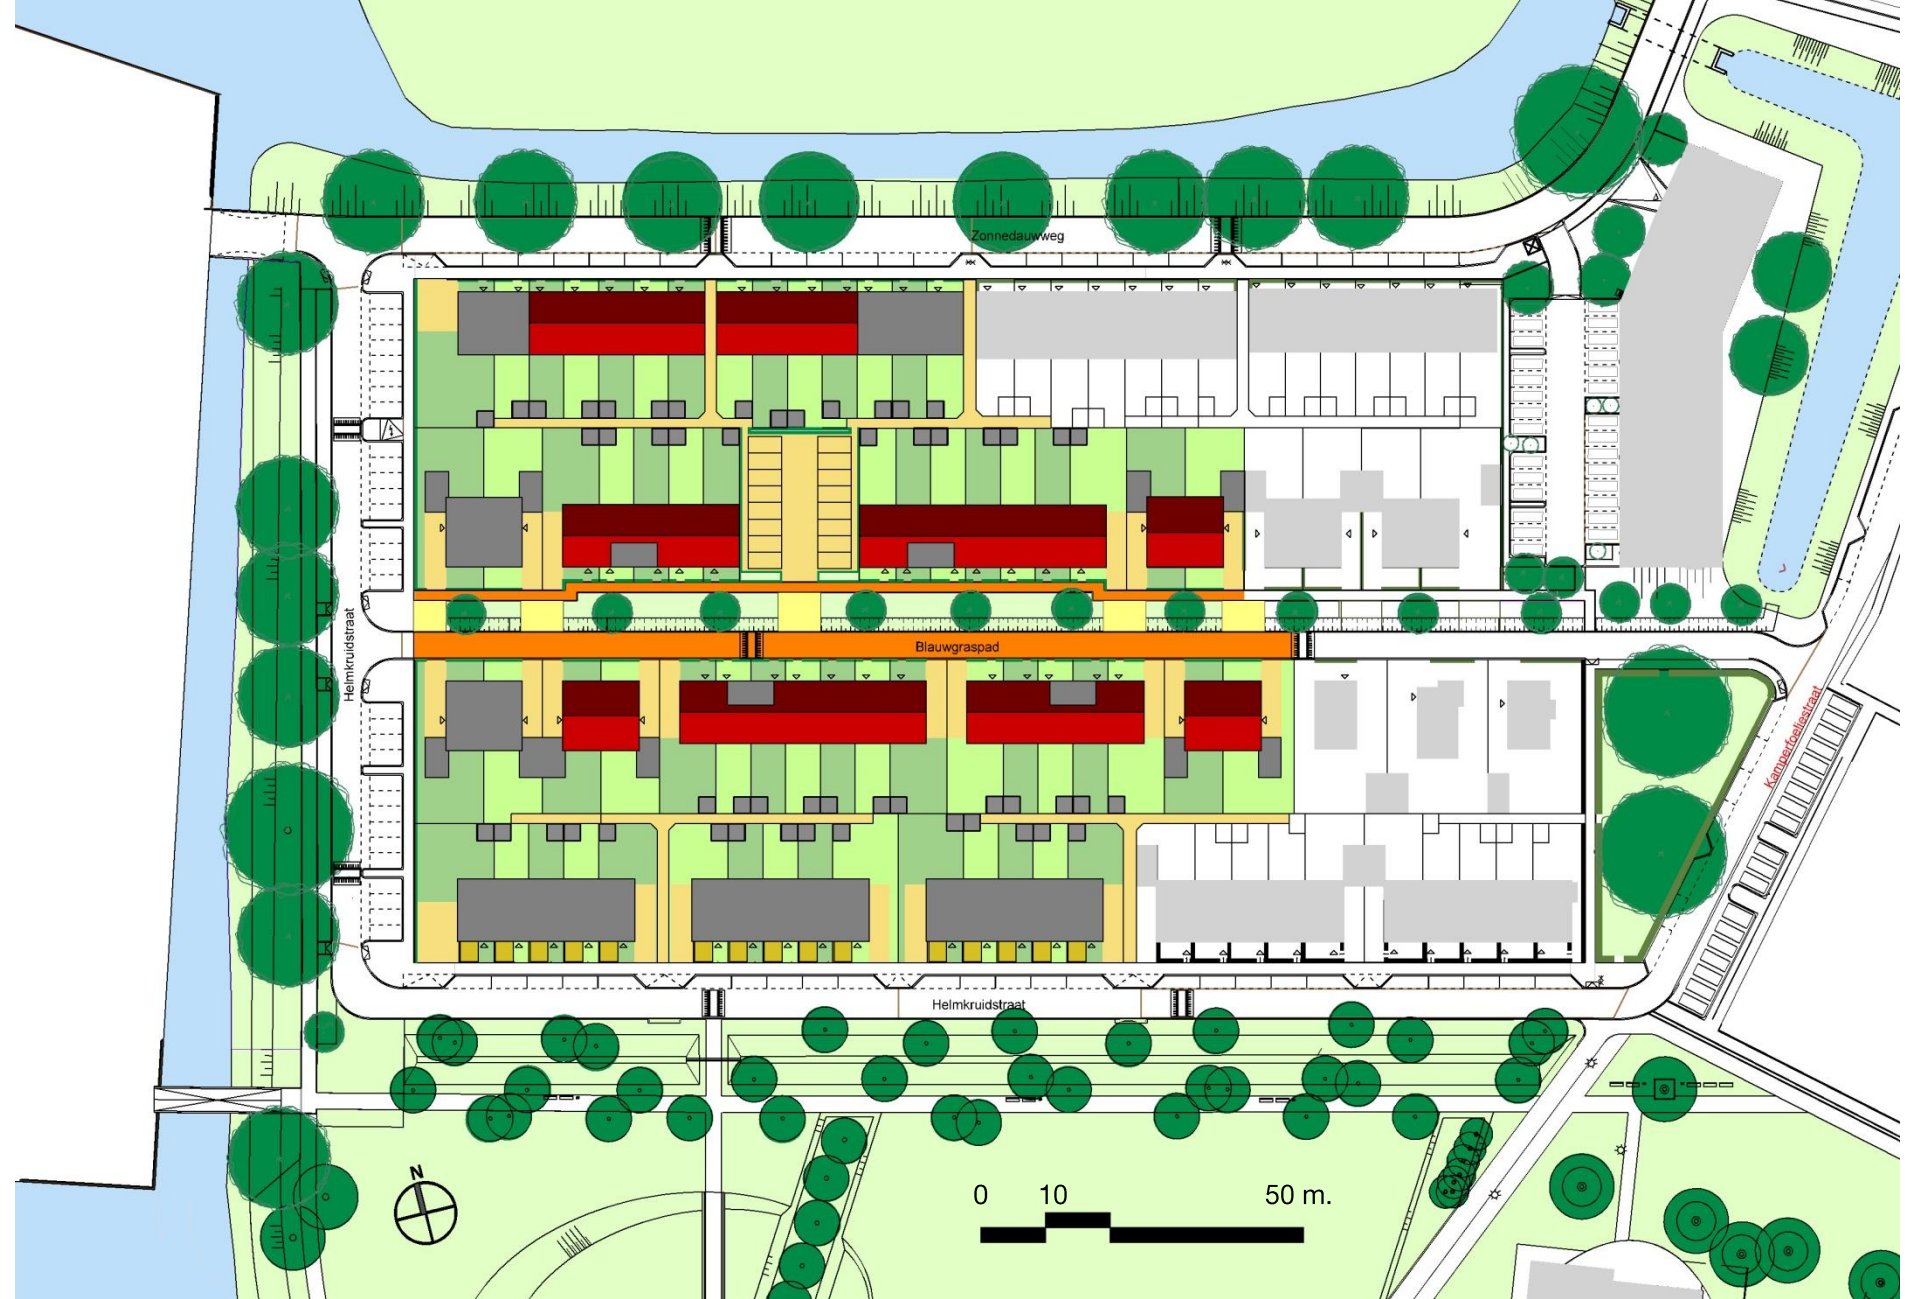 Zonnedauwweg
Helmkruidstraat
Blauwgraspad
Kamperfoeliestraat
Helmkruidstraat
N
0 10 50 m.